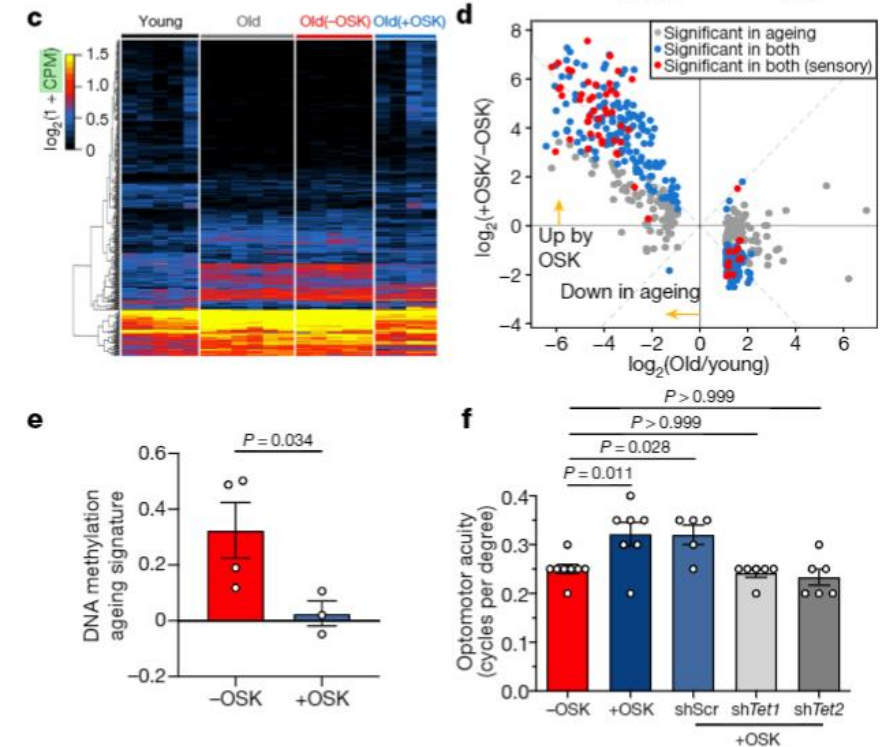 c
Young
Old
Old(–OSK)
Old(+OSK)
log2(1 + CPM)
1.5
1.0
0.5
0
d
Significant in ageing
Significant in both
Significant in both (sensory)
log2(+OSK/–OSK)
8
6
4
2
0
–2
–4
Up by
OSK
Down in ageing
–6
–4
–2
0
2
4
6
log2(Old/young)
e
P = 0.034
DNA methylation
ageing signature
0.6
0.4
0.2
0
–0.2
–OSK
+OSK
f
P > 0.999
P > 0.999
P = 0.028
P = 0.011
Optomotor acuity
(cycles per degree)
0.4
0.3
0.2
0.1
0.0
–OSK
+OSK
shScr
shTet1
shTet2
+OSK